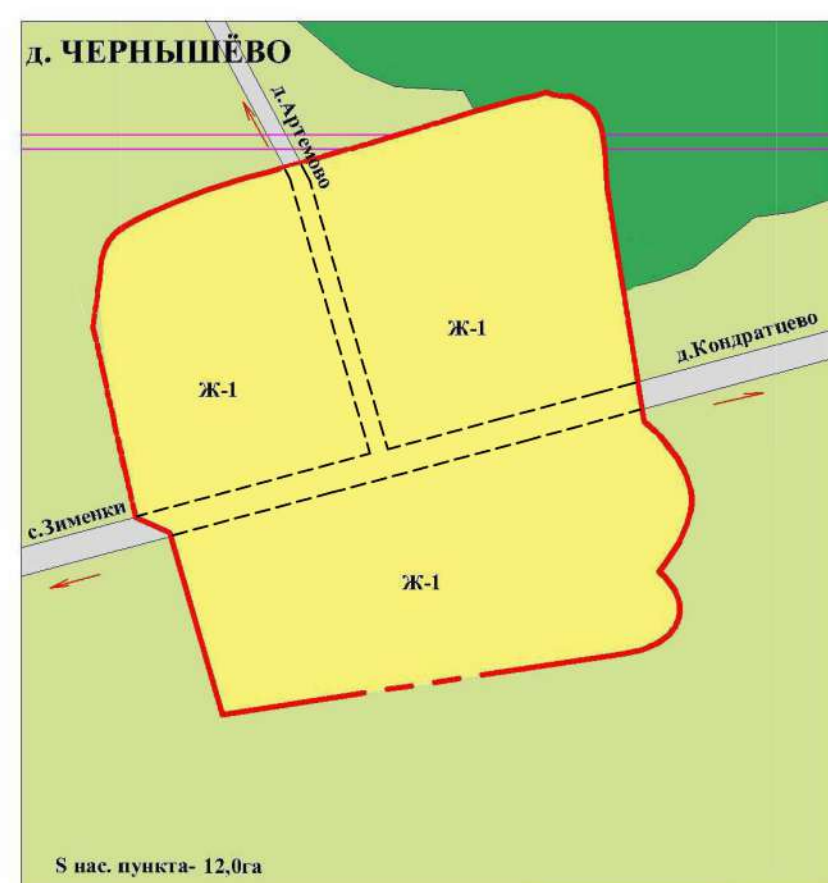 д. ЧЕРНЫШЁВО
д.Артемово
д.Кондратцево
Ж-1
Ж-1
с.Зименки
Ж-1
S нас. пункта- 12,0га